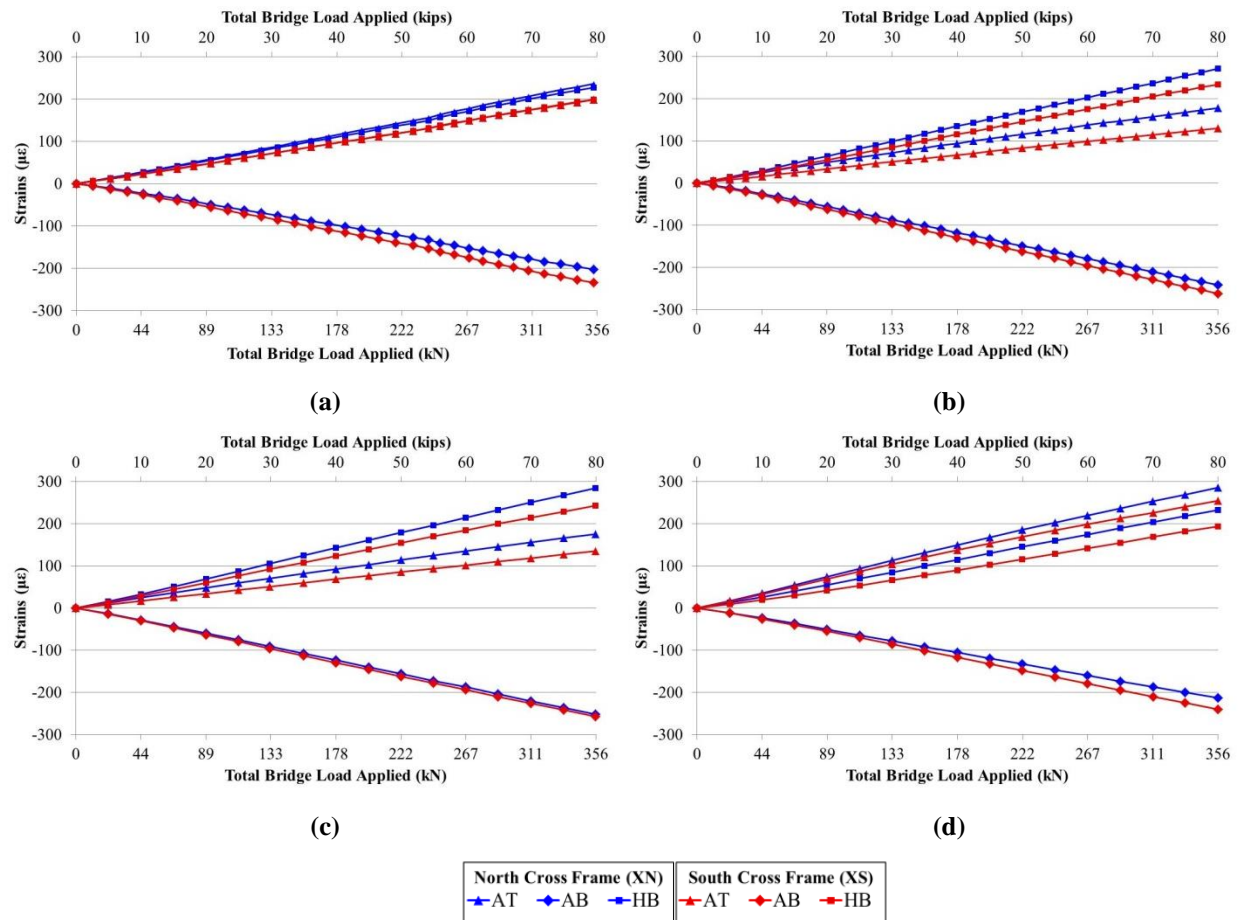 Total Bridge Load Applied (kips)
0 10 20 30 40 50 60 70 80
300
200
100
0
-100
-200
-300
Strains (με)
0 44 89 133 178 222 267 311 356
Total Bridge Load Applied (kN)
(a)
Total Bridge Load Applied (kips)
0 10 20 30 40 50 60 70 80
300
200
100
0
-100
-200
-300
Strains (με)
0 44 89 133 178 222 267 311 356
Total Bridge Load Applied (kN)
(b)
Total Bridge Load Applied (kips)
0 10 20 30 40 50 60 70 80
300
200
100
0
-100
-200
-300
Strains (με)
0 44 89 133 178 222 267 311 356
Total Bridge Load Applied (kN)
(c)
Total Bridge Load Applied (kips)
0 10 20 30 40 50 60 70 80
300
200
100
0
-100
-200
-300
Strains (με)
0 44 89 133 178 222 267 311 356
Total Bridge Load Applied (kN)
(d)
North Cross Frame (XN)
AT AB HB
South Cross Frame (XS)
AT AB HB